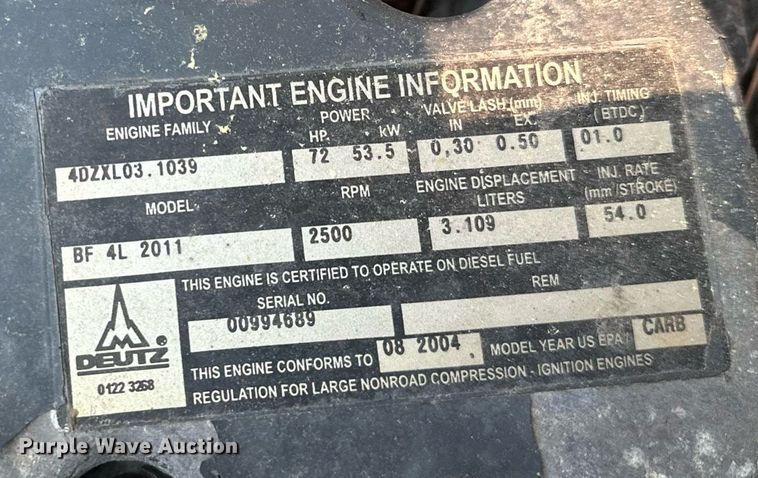 IMPORTANT ENGINE INFORMATION
ENGINE FAMILY POWER HP. kW VALVE LASH (mm) IN EX. INJ. TIMING (BTDC)
4DZXL03.1039 72 53.5 0,30 0.50 01.0
MODEL RPM ENGINE DISPLACEMENT LITERS INJ. RATE (mm³/STROKE)
BF 4L 2011 2500 3.109 54.0
THIS ENGINE IS CERTIFIED TO OPERATE ON DIESEL FUEL
SERIAL NO. REM
00994689
DEUTZ ®
0122 3268
THIS ENGINE CONFORMS TO 08 2004 MODEL YEAR US EPA CARB
REGULATION FOR LARGE NONROAD COMPRESSION - IGNITION ENGINES
Purple Wave Auction